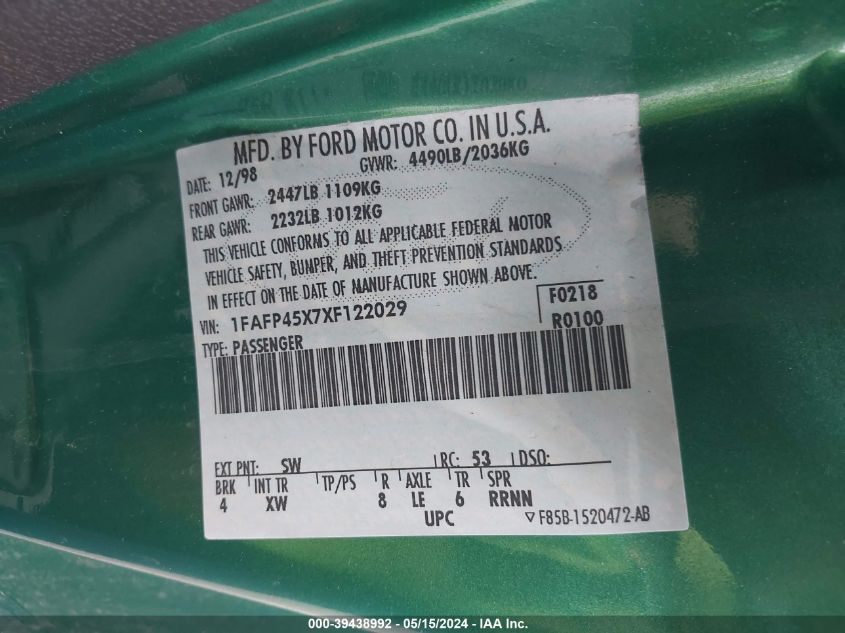 MFD. BY FORD MOTOR CO. IN U.S.A.
DATE: 12/98 GVWR: 4490LB/2036KG
FRONT GAWR: 2447LB 1109KG
REAR GAWR: 2232LB 1012KG
THIS VEHICLE CONFORMS TO ALL APPLICABLE FEDERAL MOTOR
VEHICLE SAFETY, BUMPER, AND THEFT PREVENTION STANDARDS
IN EFFECT ON THE DATE OF MANUFACTURE SHOWN ABOVE.
VIN: 1FAFP45X7XF122029 F0218
TYPE: PASSENGER R0100
EXT PNT: SW RC: 53 DSO:
BRK INT TR TP/PS R AXLE TR SPR
4 XW 8 LE 6 RRNN
UPC ▽F85B-1520472-AB
000-39438992 - 05/15/2024 - IAA Inc.